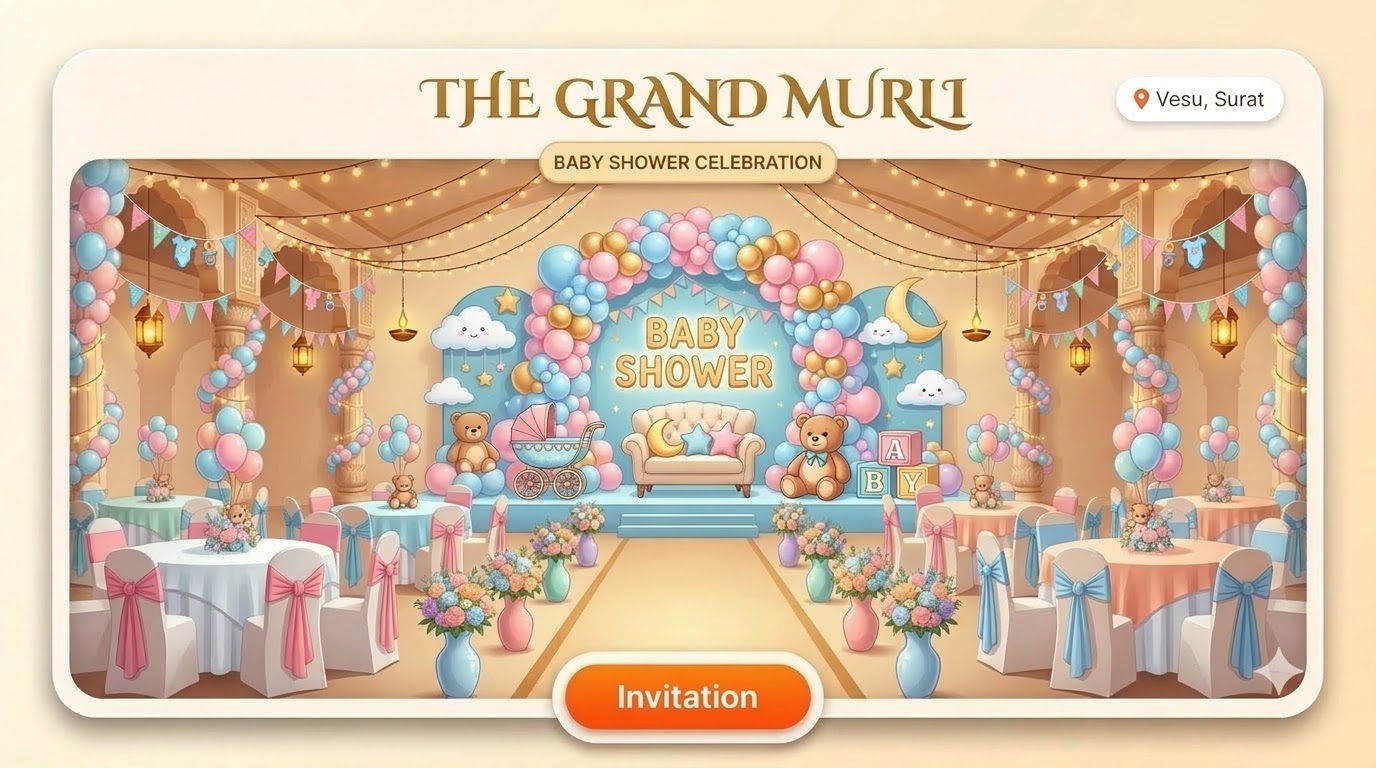 THE GRAND MURLI
Vesu, Surat
BABY SHOWER CELEBRATION
BABY
SHOWER
A
B Y
Invitation